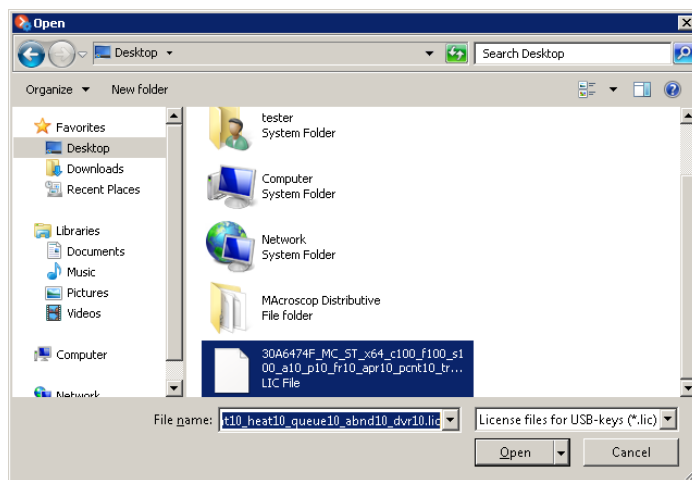 Open
Desktop
Search Desktop
Organize
New folder
Favorites
Desktop
Downloads
Recent Places
Libraries
Documents
Music
Pictures
Videos
Computer
Network
tester
System Folder
Computer
System Folder
Network
System Folder
MAcroscop Distributive
File folder
30A6474F_MC_ST_x64_c100_f100_s1
00_a10_p10_fr10_apr10_pcnt10_tr...
LIC File
File name:
t10_heat10_queue10_abnd10_dvr10.lic
License files for USB-keys (*.lic)
Open
Cancel